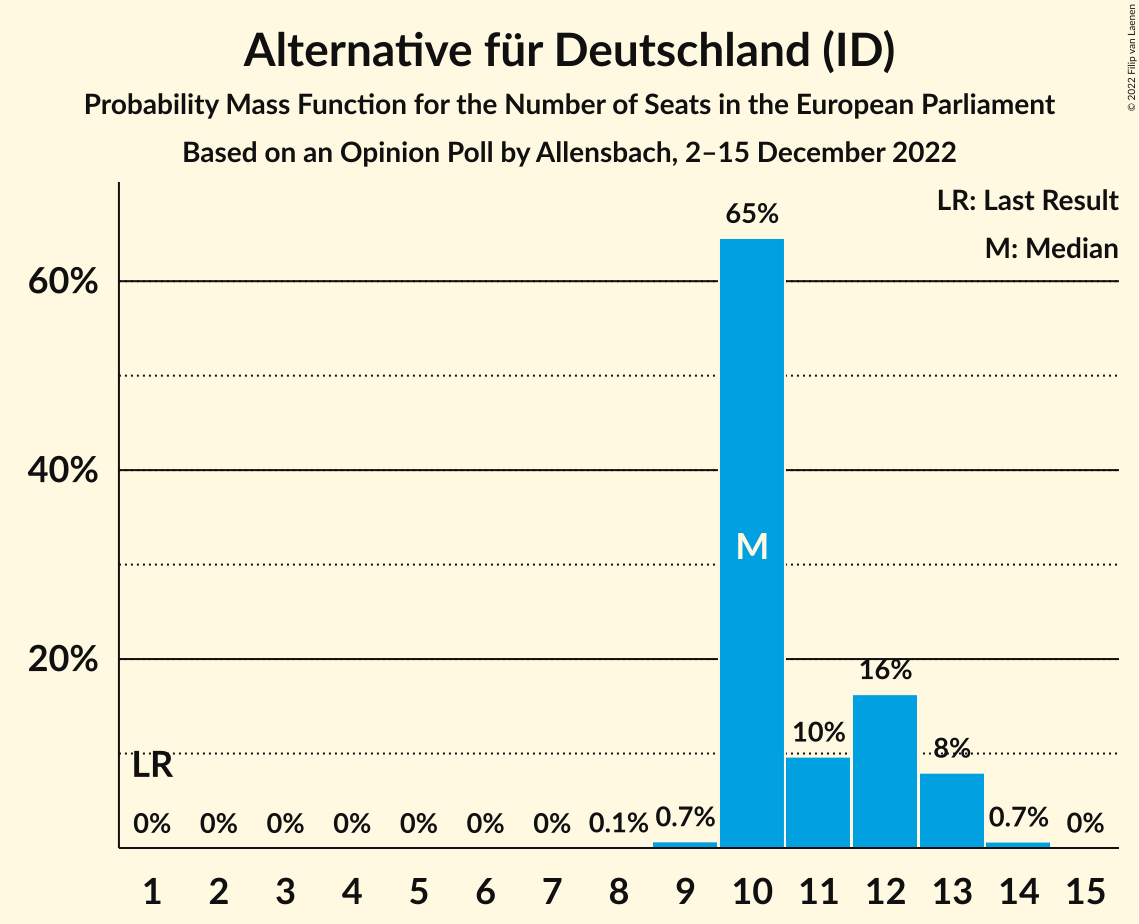 Alternative für Deutschland (ID)
Probability Mass Function for the Number of Seats in the European Parliament
Based on an Opinion Poll by Allensbach, 2–15 December 2022
© 2022 Filip van Laenen
LR: Last Result
M: Median
60%
40%
20%
65%
M
16%
10%
8%
LR
0% 0% 0% 0% 0% 0% 0% 0.1% 0.7% 0.7% 0%
1 2 3 4 5 6 7 8 9 10 11 12 13 14 15